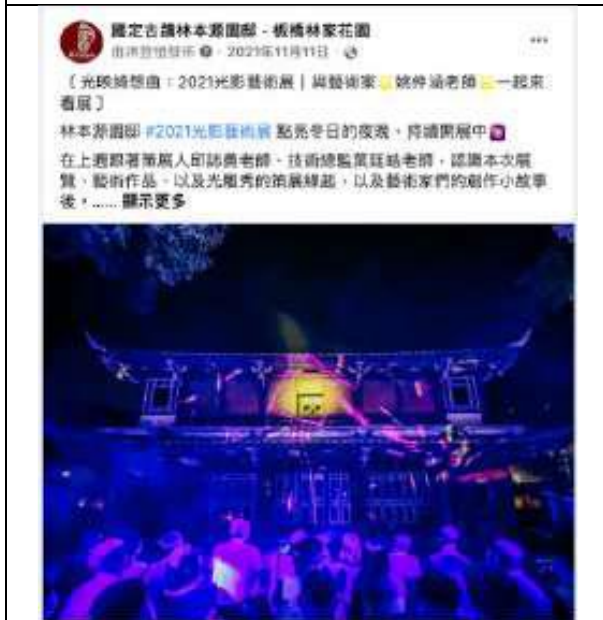 國定古蹟林本源園邸 - 板橋林家花園
2021年11月11日
〔光映綺想曲：2021光影藝術展｜與藝術家 姚仲涵老師 一起來
看展〕
林本源園邸 #2021光影藝術展 點亮冬日的夜晚、持續開展中
在上週跟著策展人邱誌勇老師、技術總監葉廷皓老師，認識本次展
覽、藝術作品、以及光雕秀的策展緣起、以及藝術家們的創作小故事
後，...... 顯示更多